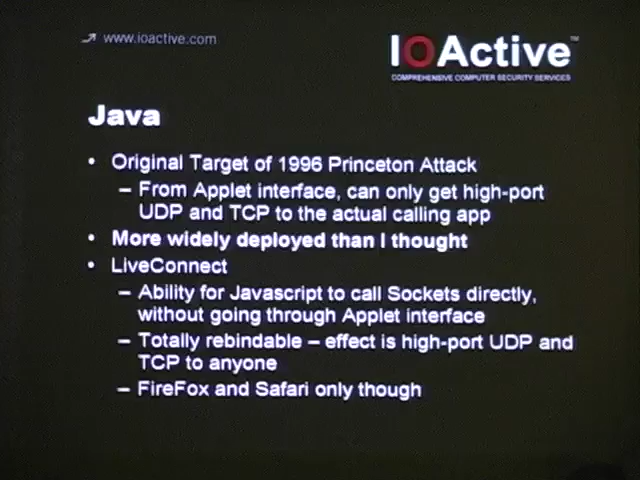 www.ioactive.com
IOActive™
COMPREHENSIVE COMPUTER SECURITY SERVICES
Java
• Original Target of 1996 Princeton Attack
– From Applet interface, can only get high-port
UDP and TCP to the actual calling app
• More widely deployed than I thought
• LiveConnect
– Ability for Javascript to call Sockets directly,
without going through Applet interface
– Totally rebindable – effect is high-port UDP and
TCP to anyone
– FireFox and Safari only though